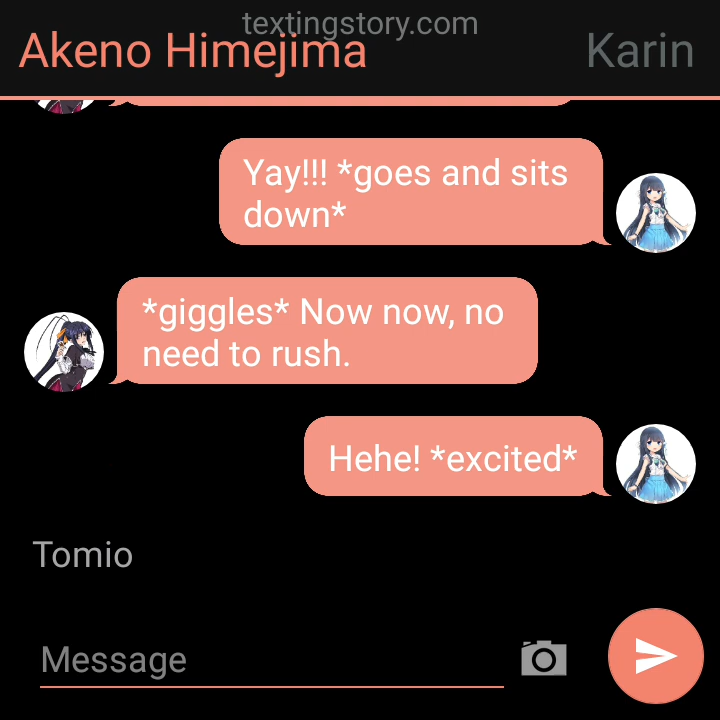 textingstory.com
Akeno Himejima
Karin
Yay!!! *goes and sits
down*
*giggles* Now now, no
need to rush.
Hehe! *excited*
Tomio
Message